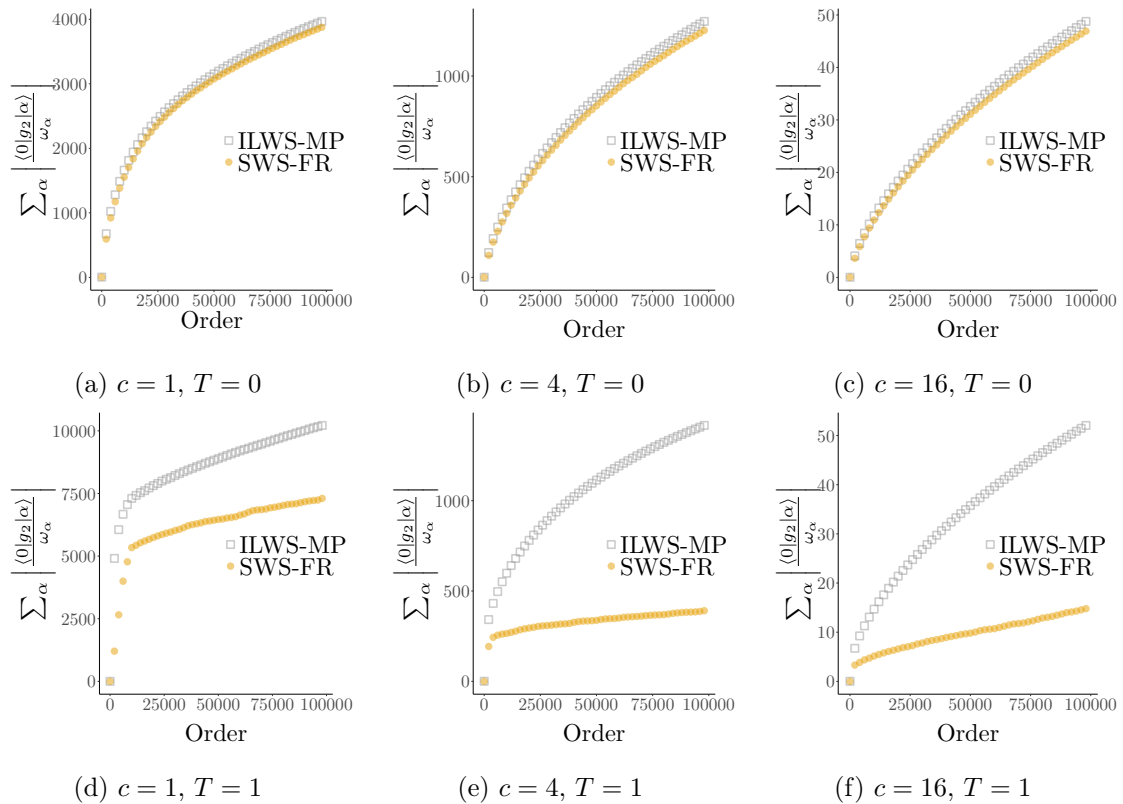 4000
3000
2000
1000
0
∑α |⟨0|g2|α⟩/ωα|
ILWS-MP
SWS-FR
0 25000 50000 75000 100000
Order
(a) c = 1, T = 0
1000
500
0
∑α |⟨0|g2|α⟩/ωα|
ILWS-MP
SWS-FR
0 25000 50000 75000 100000
Order
(b) c = 4, T = 0
50
40
30
20
10
0
∑α |⟨0|g2|α⟩/ωα|
ILWS-MP
SWS-FR
0 25000 50000 75000 100000
Order
(c) c = 16, T = 0
10000
7500
5000
2500
0
∑α |⟨0|g2|α⟩/ωα|
ILWS-MP
SWS-FR
0 25000 50000 75000 100000
Order
(d) c = 1, T = 1
1000
500
0
∑α |⟨0|g2|α⟩/ωα|
ILWS-MP
SWS-FR
0 25000 50000 75000 100000
Order
(e) c = 4, T = 1
50
40
30
20
10
0
∑α |⟨0|g2|α⟩/ωα|
ILWS-MP
SWS-FR
0 25000 50000 75000 100000
Order
(f) c = 16, T = 1